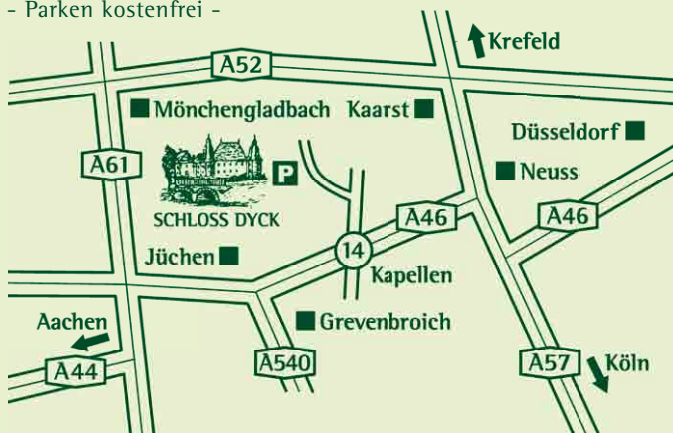 - Parken kostenfrei -
Krefeld
A52
Mönchengladbach
Kaarst
Düsseldorf
A61
P
Neuss
SCHLOSS DYCK
A46
A46
Jüchen
14
Kapellen
Aachen
Grevenbroich
A44
A540
A57
Köln